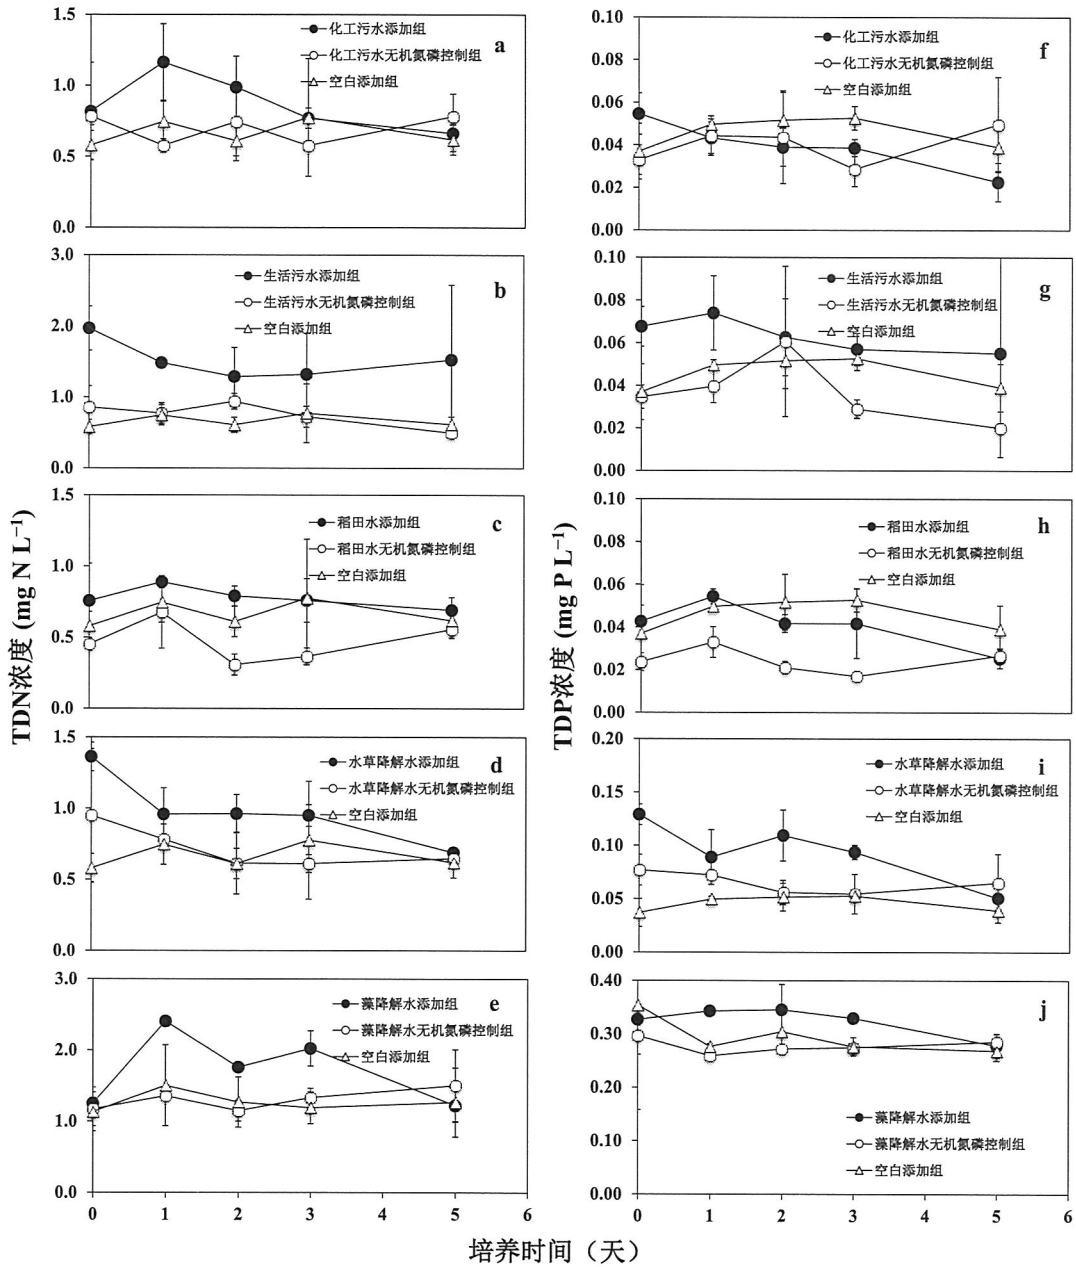 1.5
1.0
0.5
0.0
化工污水添加组
化工污水无机氮磷控制组
空白添加组
a
0.10
0.08
0.06
0.04
0.02
0.00
化工污水添加组
化工污水无机氮磷控制组
空白添加组
f
3.0
2.0
1.0
0.0
生活污水添加组
生活污水无机氮磷控制组
空白添加组
b
0.10
0.08
0.06
0.04
0.02
0.00
生活污水添加组
生活污水无机氮磷控制组
空白添加组
g
1.5
1.0
0.5
0.0
稻田水添加组
稻田水无机氮磷控制组
空白添加组
c
0.10
0.08
0.06
0.04
0.02
0.00
稻田水添加组
稻田水无机氮磷控制组
空白添加组
h
TDN浓度 (mg N L⁻¹)
TDP浓度 (mg P L⁻¹)
1.5
1.0
0.5
0.0
水草降解水添加组
水草降解水无机氮磷控制组
空白添加组
d
0.20
0.15
0.10
0.05
0.00
水草降解水添加组
水草降解水无机氮磷控制组
空白添加组
i
3.0
2.0
1.0
0.0
藻降解水添加组
藻降解水无机氮磷控制组
空白添加组
e
0.40
0.30
0.20
0.10
0.00
j
藻降解水添加组
藻降解水无机氮磷控制组
空白添加组
0 1 2 3 4 5 6
0 1 2 3 4 5 6
培养时间（天）